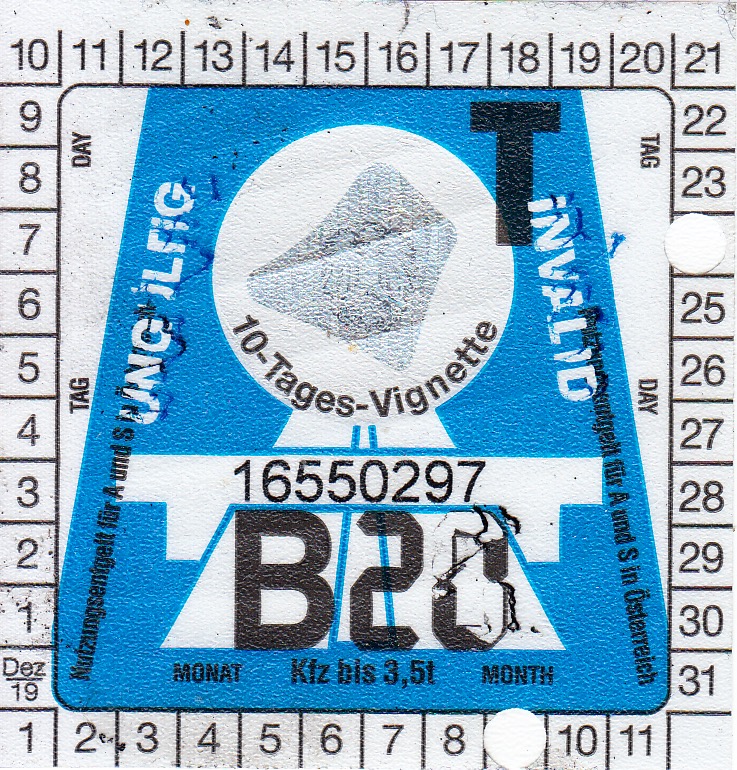 10 11 12 13 14 15 16 17 18 19 20 21
9 22
8 23
7
6 25
5 26
4 27
3 28
2 29
1 30
Dez
19
31
1 2 3 4 5 6 7 8 10 11
DAY
TAG
T
INVALID
TAG
DAY
10-Tages-Vignette
16550297
MONAT Kfz bis 3,5t MONTH
Nutzungsentgelt für A und S
für A und S in Österreich